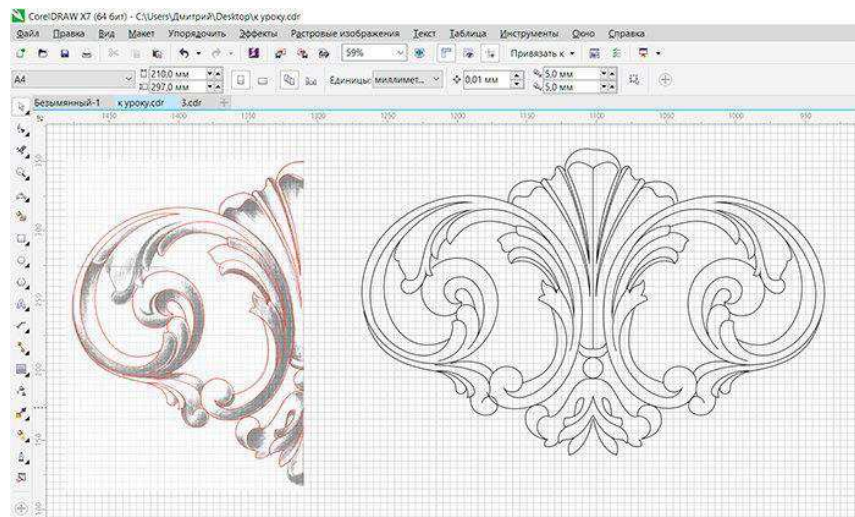 CorelDRAW X7 (64 бит) - C:\Users\Дмитрий\Desktop\к уроку.cdr
Файл Правка Вид Макет Упорядочить Эффекты Растровые изображения Текст Таблица Инструменты Окно Справка
59% Привязать к
A4 210,0 мм 297,0 мм Единицы: миллимет... 0,01 мм 5,0 мм 5,0 мм
Безымянный-1 к уроку.cdr 3.cdr
1450 1400 1350 1200 1150 1100 1050 1000 950